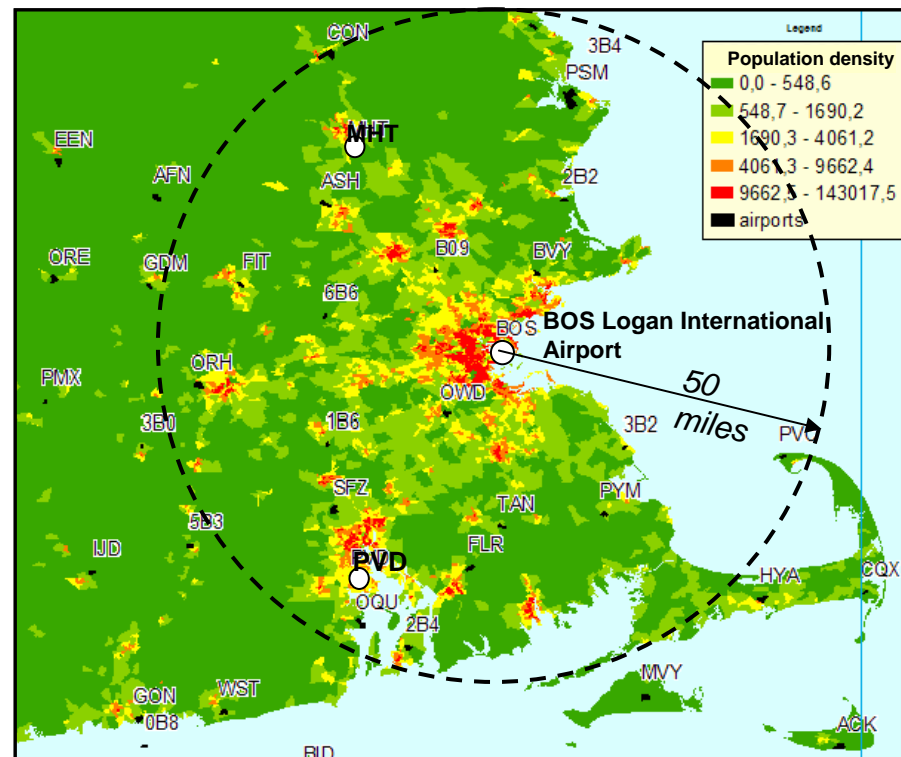 Legend
Population density
0,0 - 548,6
548,7 - 1690,2
1690,3 - 4061,2
4061,3 - 9662,4
9662,5 - 143017,5
airports
CON
3B4
PSM
MHT
EEN
AFN
ASH
2B2
ORE
GDM
FIT
B09
BVY
6B6
BOS
BOS Logan International
Airport
ORH
PMX
OWD
50
miles
3B0
1B6
3B2
PVC
SFZ
TAN
PYM
5B3
IJD
FLR
PVD
HYA
CQX
OQU
2B4
MVY
GON
WST
0B8
ACK
BID